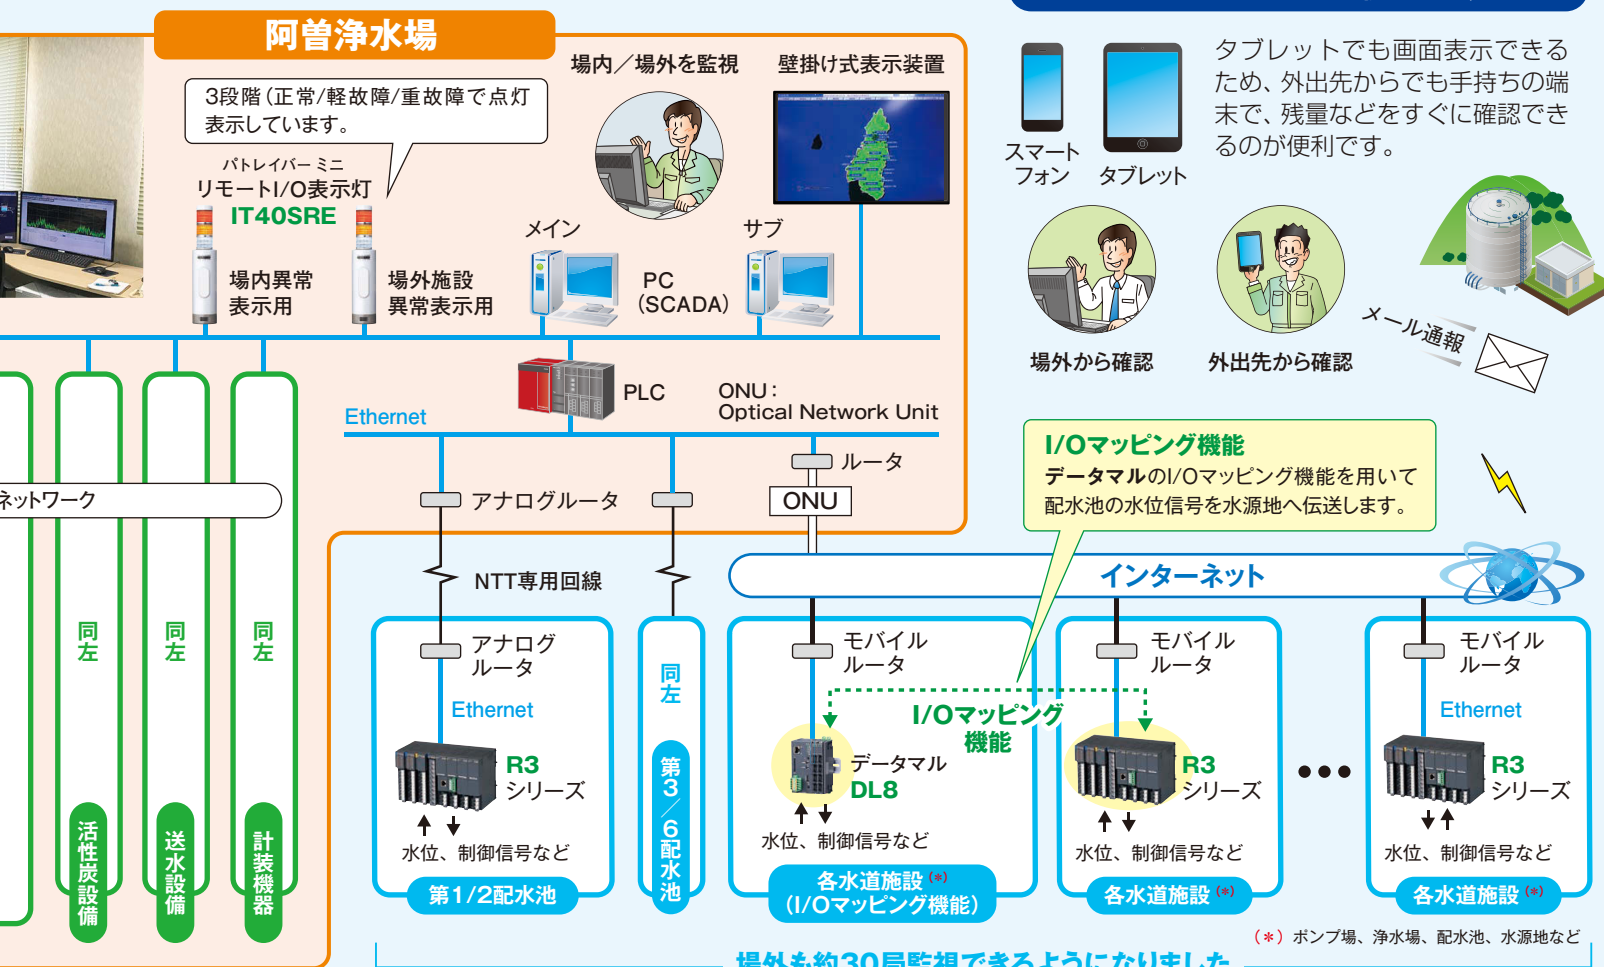 阿曽浄水場
3段階（正常/軽故障/重故障で点灯
表示しています。
パトレイバー ミニ
リモートI/O表示灯
IT40SRE
場内異常
表示用
場外施設
異常表示用
場内／場外を監視
壁掛け式表示装置
メイン
サブ
PC
（SCADA）
PLC
ONU：
Optical Network Unit
Ethernet
アナログルータ
ルータ
ONU
NTT専用回線
ネットワーク
同左
同左
同左
活性炭設備
送水設備
計装機器
スマート
フォン
タブレット
タブレットでも画面表示できる
ため、外出先からでも手持ちの端
末で、残量などをすぐに確認でき
るのが便利です。
場外から確認
外出先から確認
メール通報
I/Oマッピング機能
データマルのI/Oマッピング機能を用いて
配水池の水位信号を水源地へ伝送します。
インターネット
アナログ
ルータ
Ethernet
R3
シリーズ
水位、制御信号など
第1/2配水池
同左
第3／6配水池
モバイル
ルータ
I/Oマッピング
機能
データマル
DL8
水位、制御信号など
各水道施設（*）
（I/Oマッピング機能）
モバイル
ルータ
R3
シリーズ
水位、制御信号など
各水道施設（*）
モバイル
ルータ
Ethernet
R3
シリーズ
水位、制御信号など
各水道施設（*）
（*）ポンプ場、浄水場、配水池、水源地など
場外も約30局監視できるようになりました